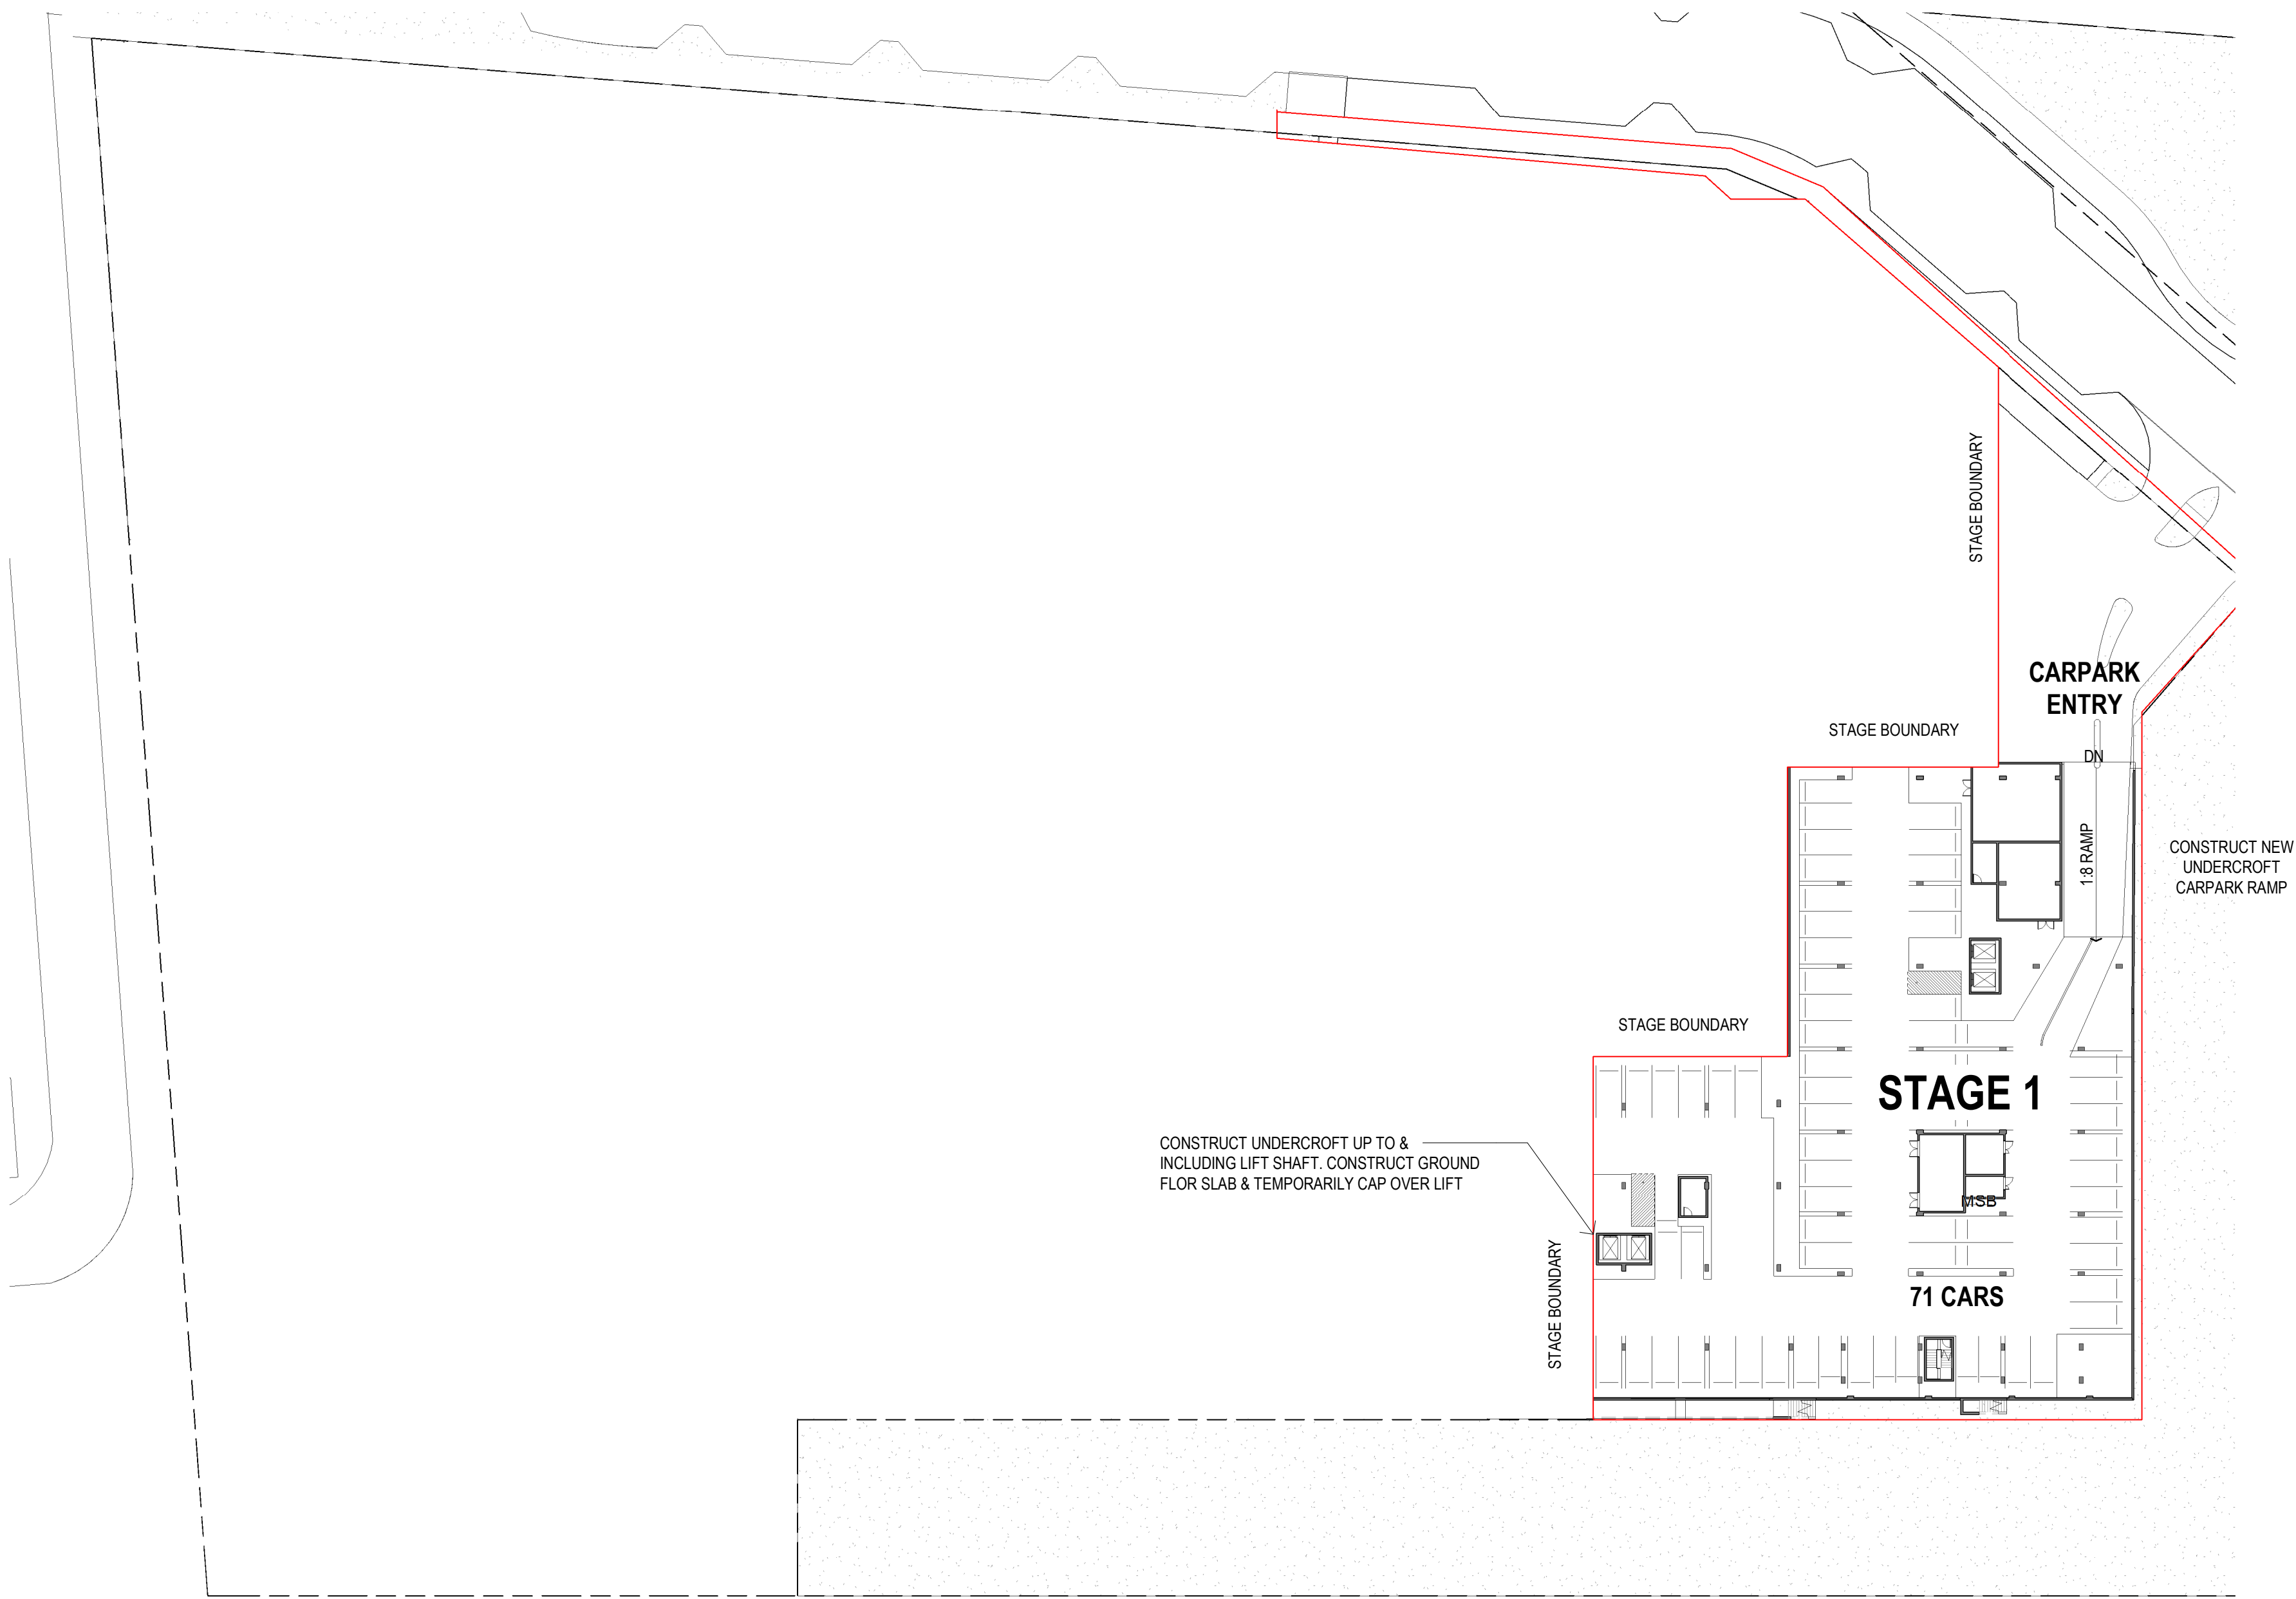 STAGE BOUNDARY
CARPARK
ENTRY
STAGE BOUNDARY
DN
1:8 RAMP
CONSTRUCT NEW
UNDERCROFT
CARPARK RAMP
STAGE BOUNDARY
STAGE 1
CONSTRUCT UNDERCROFT UP TO &
INCLUDING LIFT SHAFT. CONSTRUCT GROUND
FLOR SLAB & TEMPORARILY CAP OVER LIFT
MSB
STAGE BOUNDARY
71 CARS